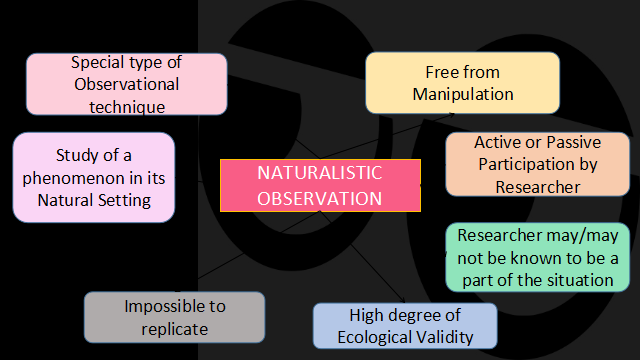 Special type of
Observational
technique
Free from
Manipulation
Study of a
phenomenon in its
Natural Setting
NATURALISTIC
OBSERVATION
Active or Passive
Participation by
Researcher
Researcher may/may
not be known to be a
part of the situation
Impossible to
replicate
High degree of
Ecological Validity